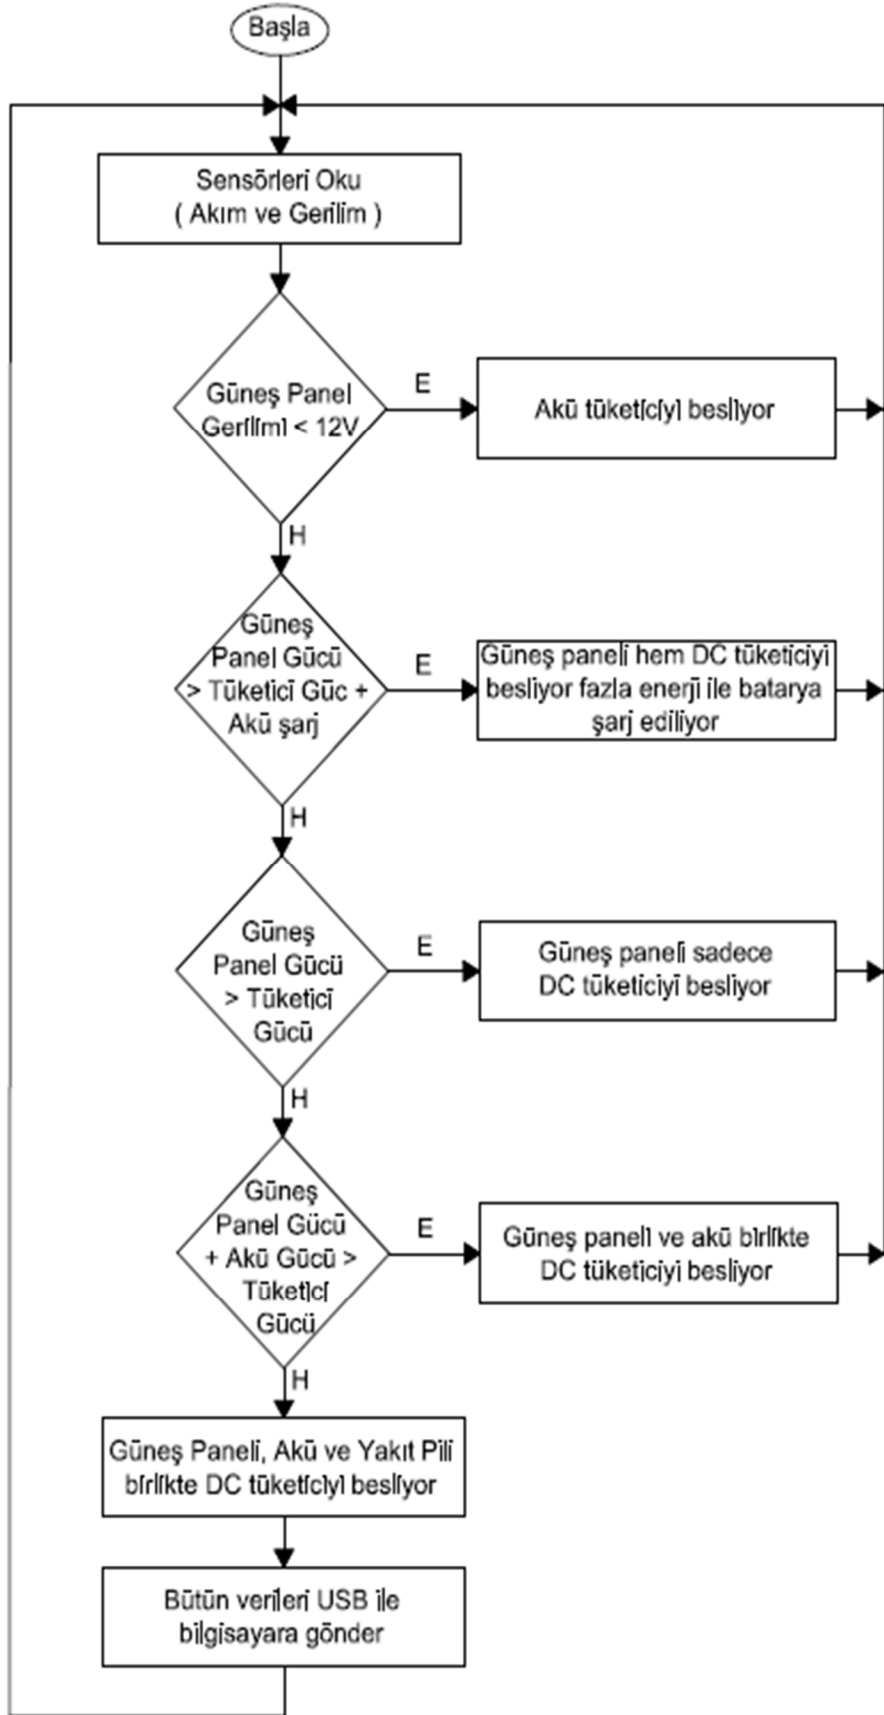 Başla
Sensörleri Oku
( Akım ve Gerilim )
Güneş Panel
Gerilimi < 12V
E
Akü tüketiciyi besliyor
H
Güneş
Panel Gücü
> Tüketici Güc +
Akü şarj
E
Güneş paneli hem DC tüketiciyi
besliyor fazla enerji ile batarya
şarj ediliyor
H
Güneş
Panel Gücü
> Tüketici
Gücü
E
Güneş paneli sadece
DC tüketiciyi besliyor
H
Güneş
Panel Gücü
+ Akü Gücü >
Tüketici
Gücü
E
Güneş paneli ve akü birlikte
DC tüketiciyi besliyor
H
Güneş Paneli, Akü ve Yakıt Pili
birlikte DC tüketiciyi besliyor
Bütün verileri USB ile
bilgisayara gönder